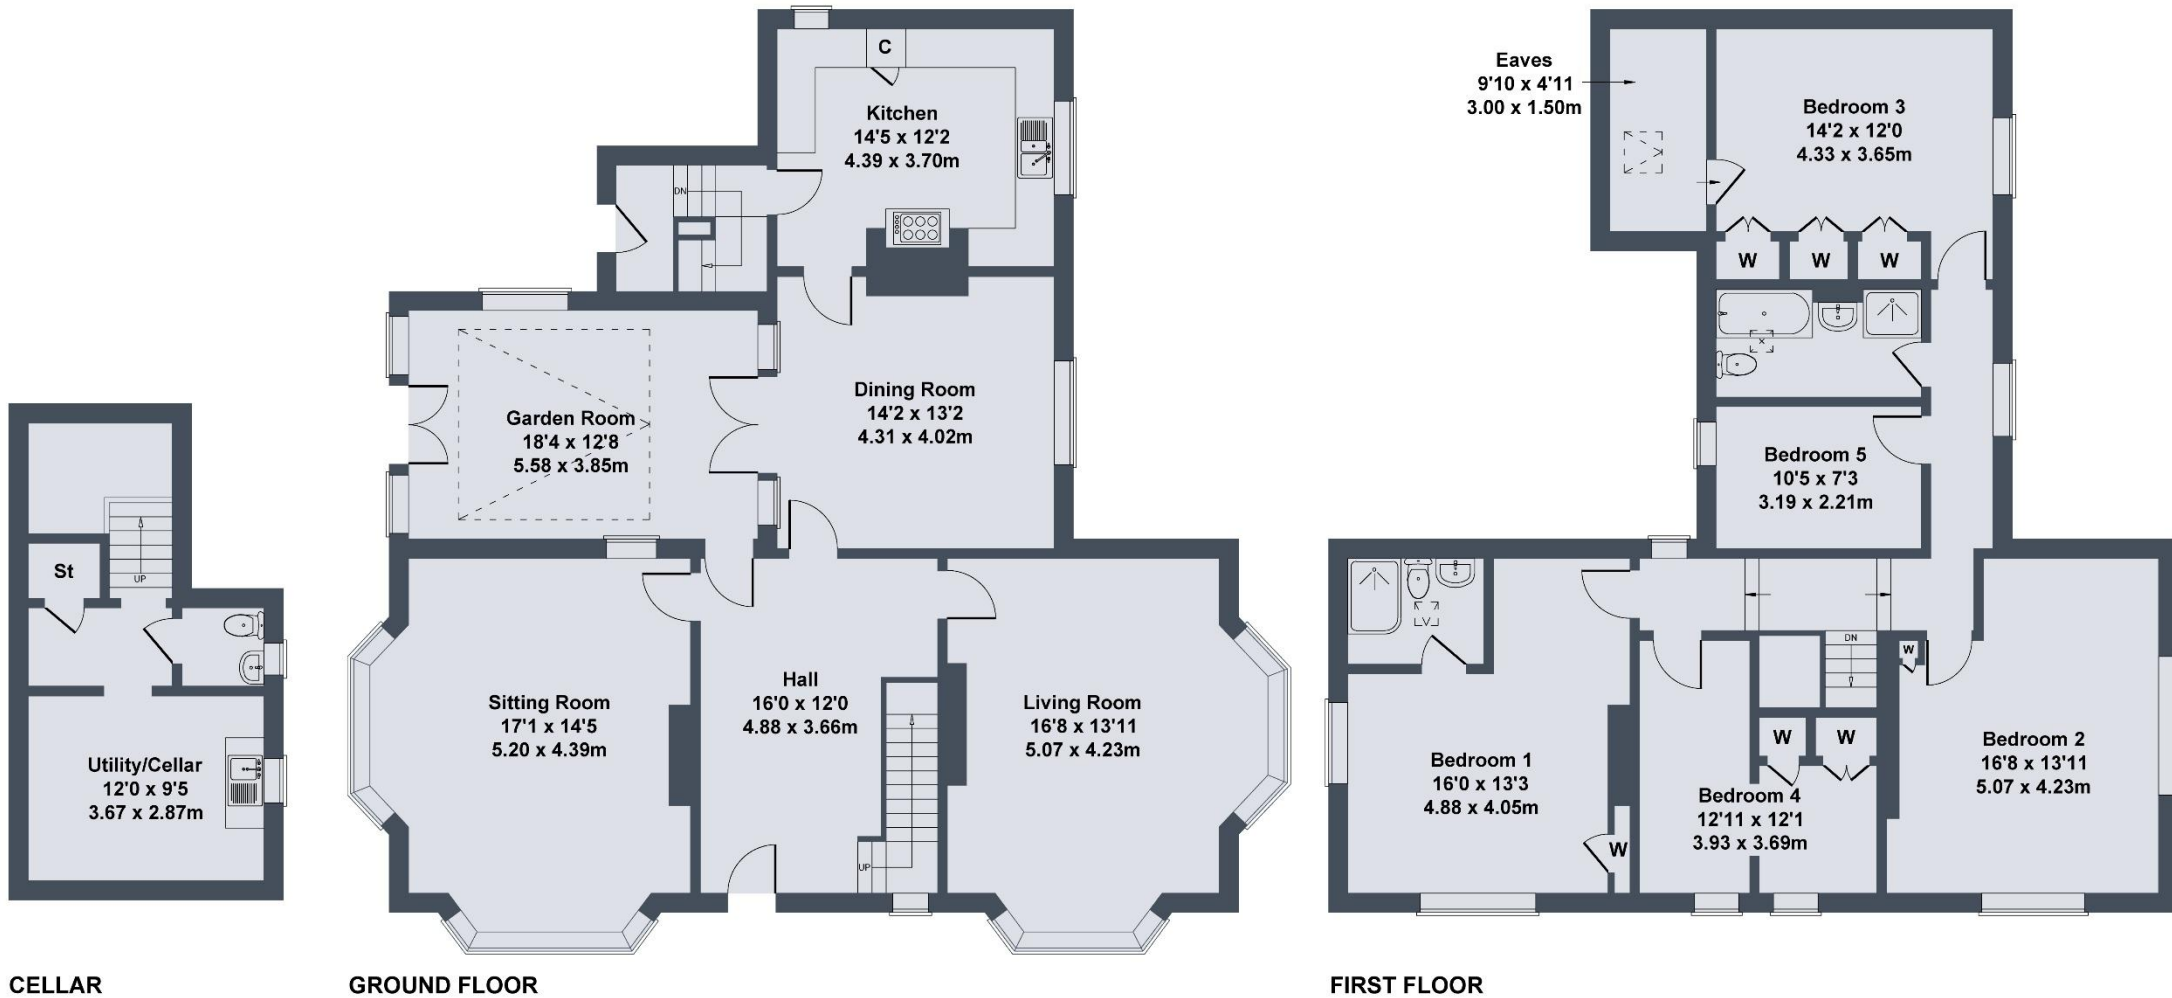 St
UP
Utility/Cellar
12'0 x 9'5
3.67 x 2.87m
CELLAR
C
Kitchen
14'5 x 12'2
4.39 x 3.70m
DN
Garden Room
18'4 x 12'8
5.58 x 3.85m
Dining Room
14'2 x 13'2
4.31 x 4.02m
Sitting Room
17'1 x 14'5
5.20 x 4.39m
Hall
16'0 x 12'0
4.88 x 3.66m
UP
Living Room
16'8 x 13'11
5.07 x 4.23m
GROUND FLOOR
Eaves
9'10 x 4'11
3.00 x 1.50m
Bedroom 3
14'2 x 12'0
4.33 x 3.65m
W
W
W
Bedroom 5
10'5 x 7'3
3.19 x 2.21m
DN
W
Bedroom 1
16'0 x 13'3
4.88 x 4.05m
W
W
W
Bedroom 4
12'11 x 12'1
3.93 x 3.69m
Bedroom 2
16'8 x 13'11
5.07 x 4.23m
FIRST FLOOR